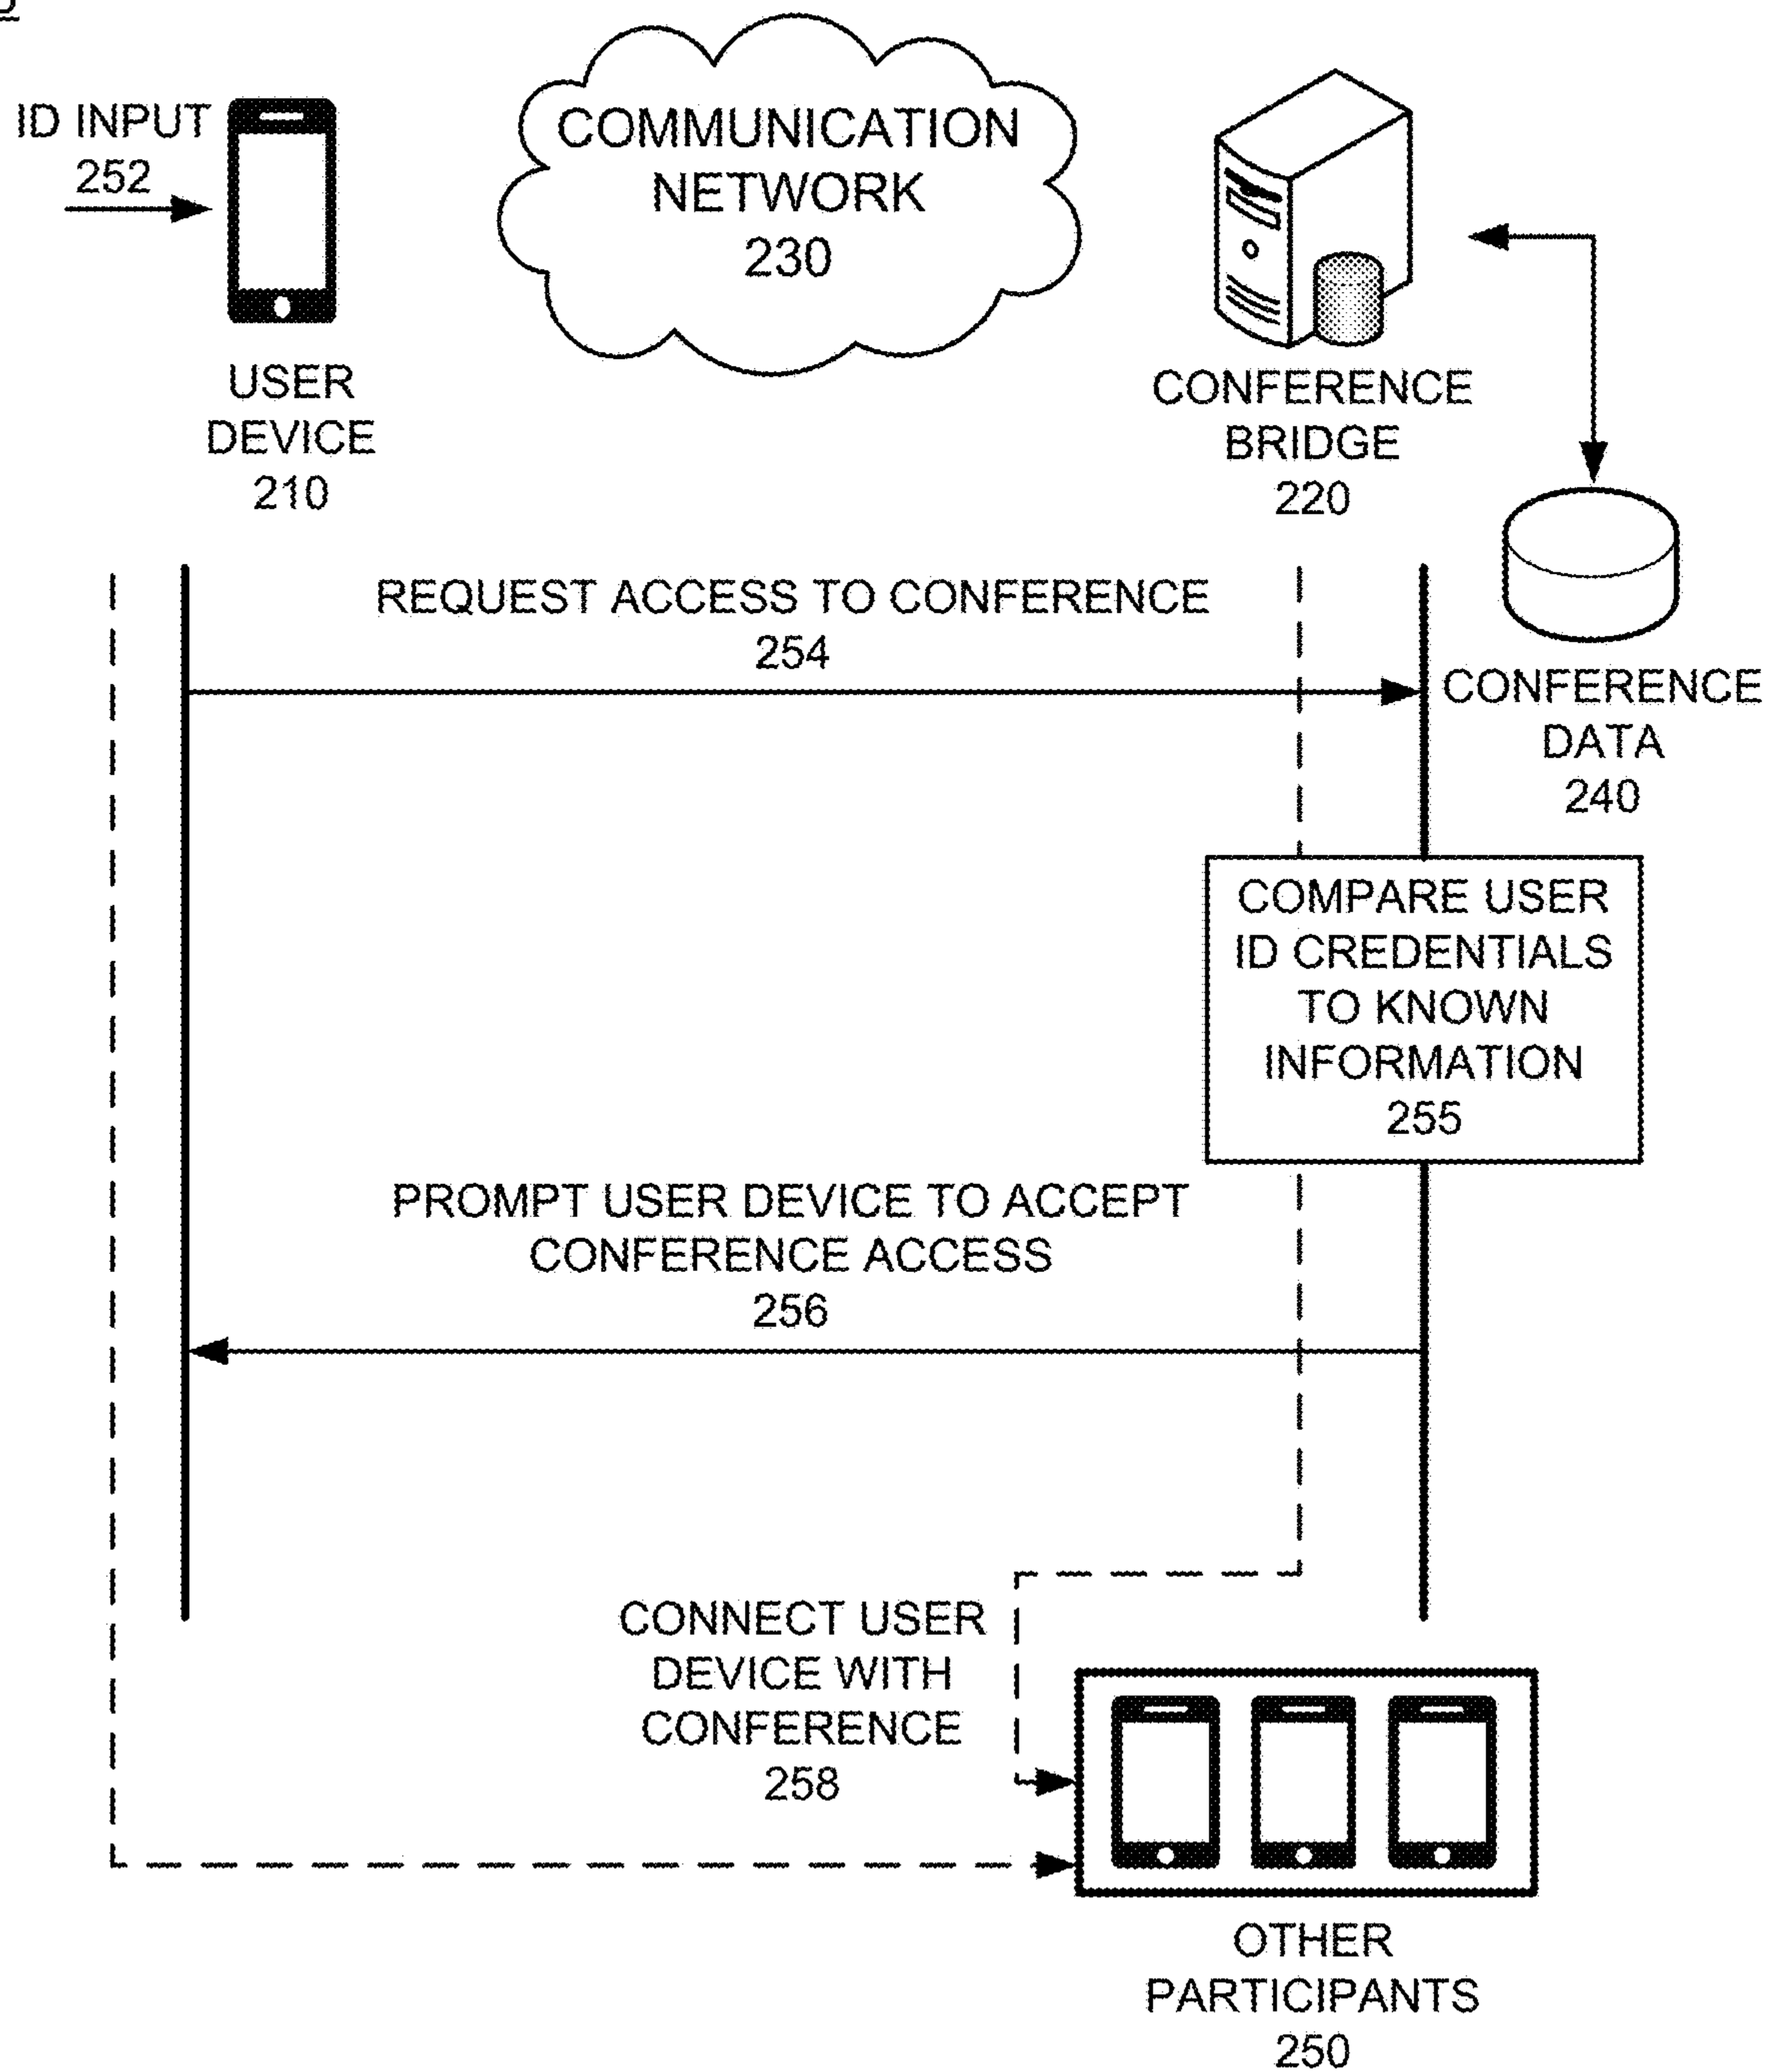 ID INPUT
252
COMMUNICATION
NETWORK
230
USER
DEVICE
210
CONFERENCE
BRIDGE
220
REQUEST ACCESS TO CONFERENCE
254
CONFERENCE
DATA
240
COMPARE USER
ID CREDENTIALS
TO KNOWN
INFORMATION
255
PROMPT USER DEVICE TO ACCEPT
CONFERENCE ACCESS
256
CONNECT USER
DEVICE WITH
CONFERENCE
258
OTHER
PARTICIPANTS
250